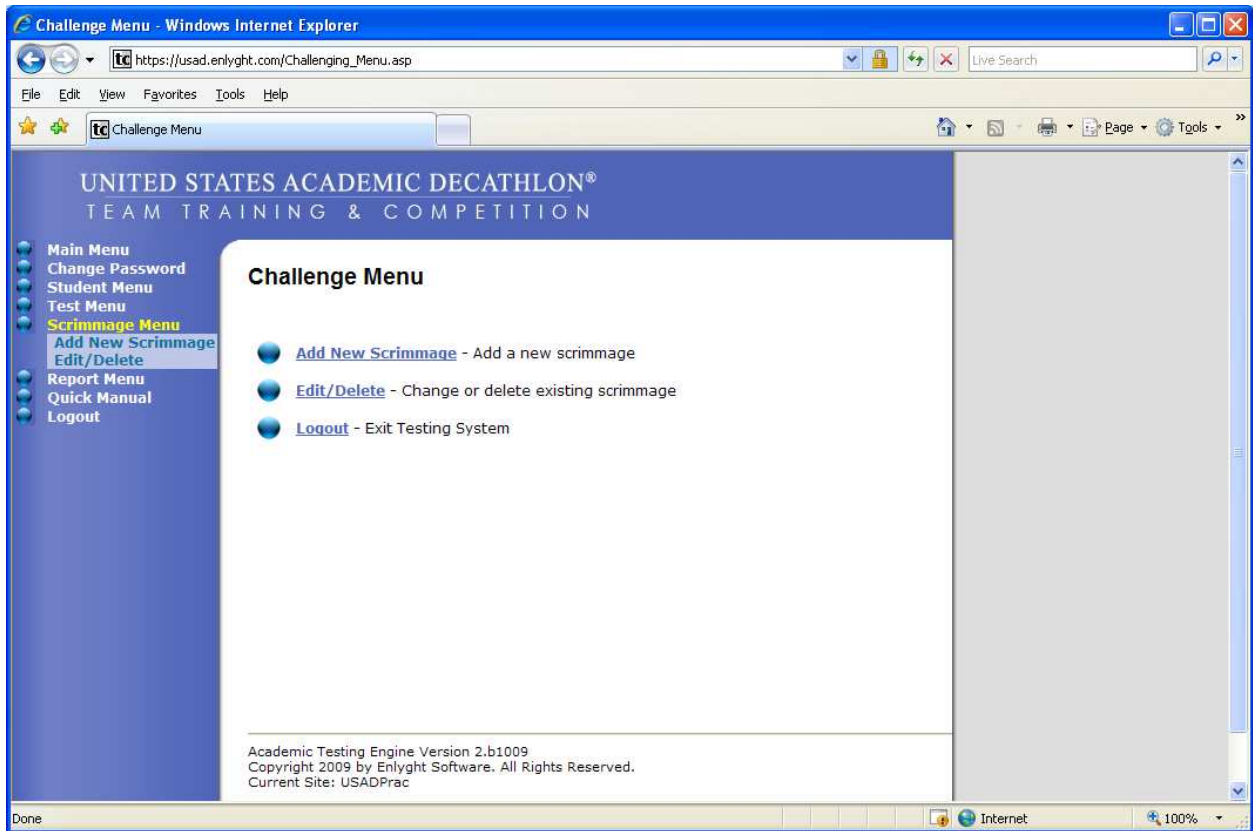 Challenge Menu - Windows Internet Explorer
tc https://usad.enlyght.com/Challenging_Menu.asp
Live Search
File Edit View Favorites Tools Help
tc Challenge Menu
Page Tools »
UNITED STATES ACADEMIC DECATHLON®
TEAM TRAINING & COMPETITION
Main Menu
Change Password
Student Menu
Test Menu
Scrimmage Menu
Add New Scrimmage
Edit/Delete
Report Menu
Quick Manual
Logout
Challenge Menu
Add New Scrimmage - Add a new scrimmage
Edit/Delete - Change or delete existing scrimmage
Logout - Exit Testing System
Academic Testing Engine Version 2.b1009
Copyright 2009 by Enlyght Software. All Rights Reserved.
Current Site: USADPrac
Done
Internet
100%